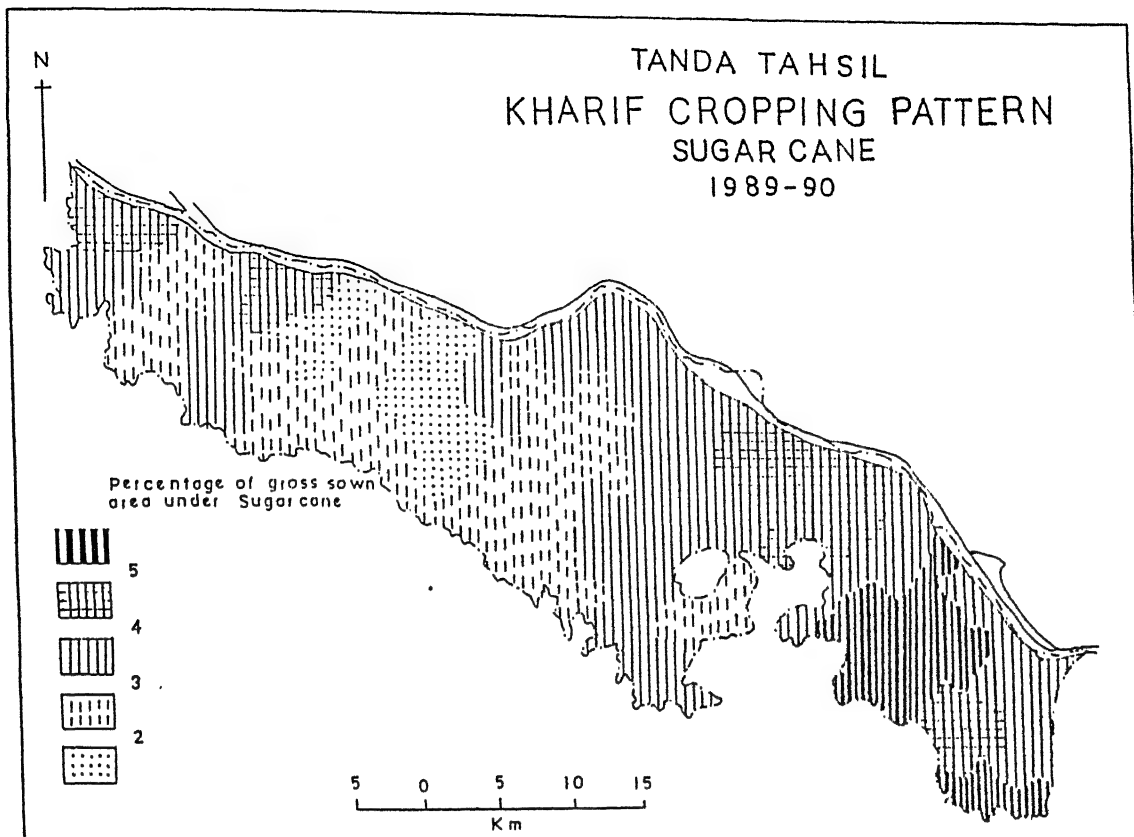 N
TANDA TAHSIL
KHARIF CROPPING PATTERN
SUGAR CANE
1989-90
Percentage of gross sown
area under Sugarcane
5
4
3
2
5 0 5 10 15
Km